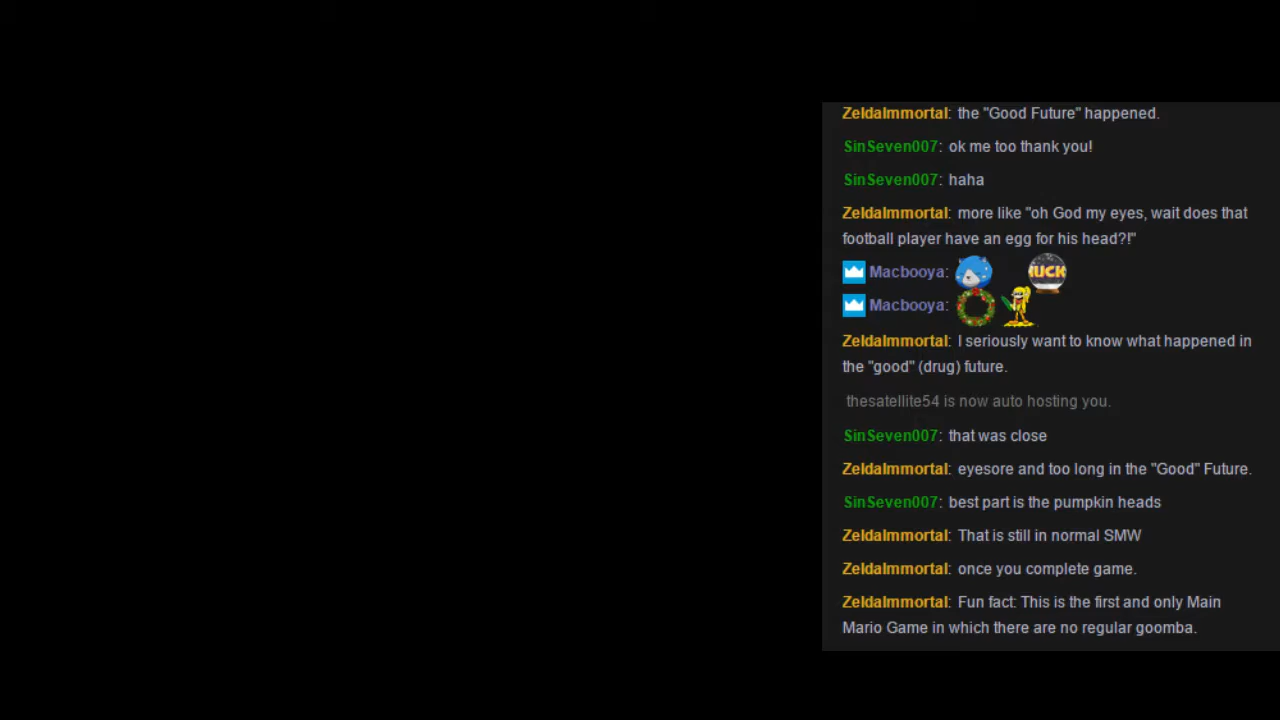 ZeldaImmortal: the "Good Future" happened.
SinSeven007: ok me too thank you!
SinSeven007: haha
ZeldaImmortal: more like "oh God my eyes, wait does that
football player have an egg for his head?!"
Macbooya: UCK
Macbooya:
ZeldaImmortal: I seriously want to know what happened in
the "good" (drug) future.
thesatellite54 is now auto hosting you.
SinSeven007: that was close
ZeldaImmortal: eyesore and too long in the "Good" Future.
SinSeven007: best part is the pumpkin heads
ZeldaImmortal: That is still in normal SMW
ZeldaImmortal: once you complete game.
ZeldaImmortal: Fun fact: This is the first and only Main
Mario Game in which there are no regular goomba.